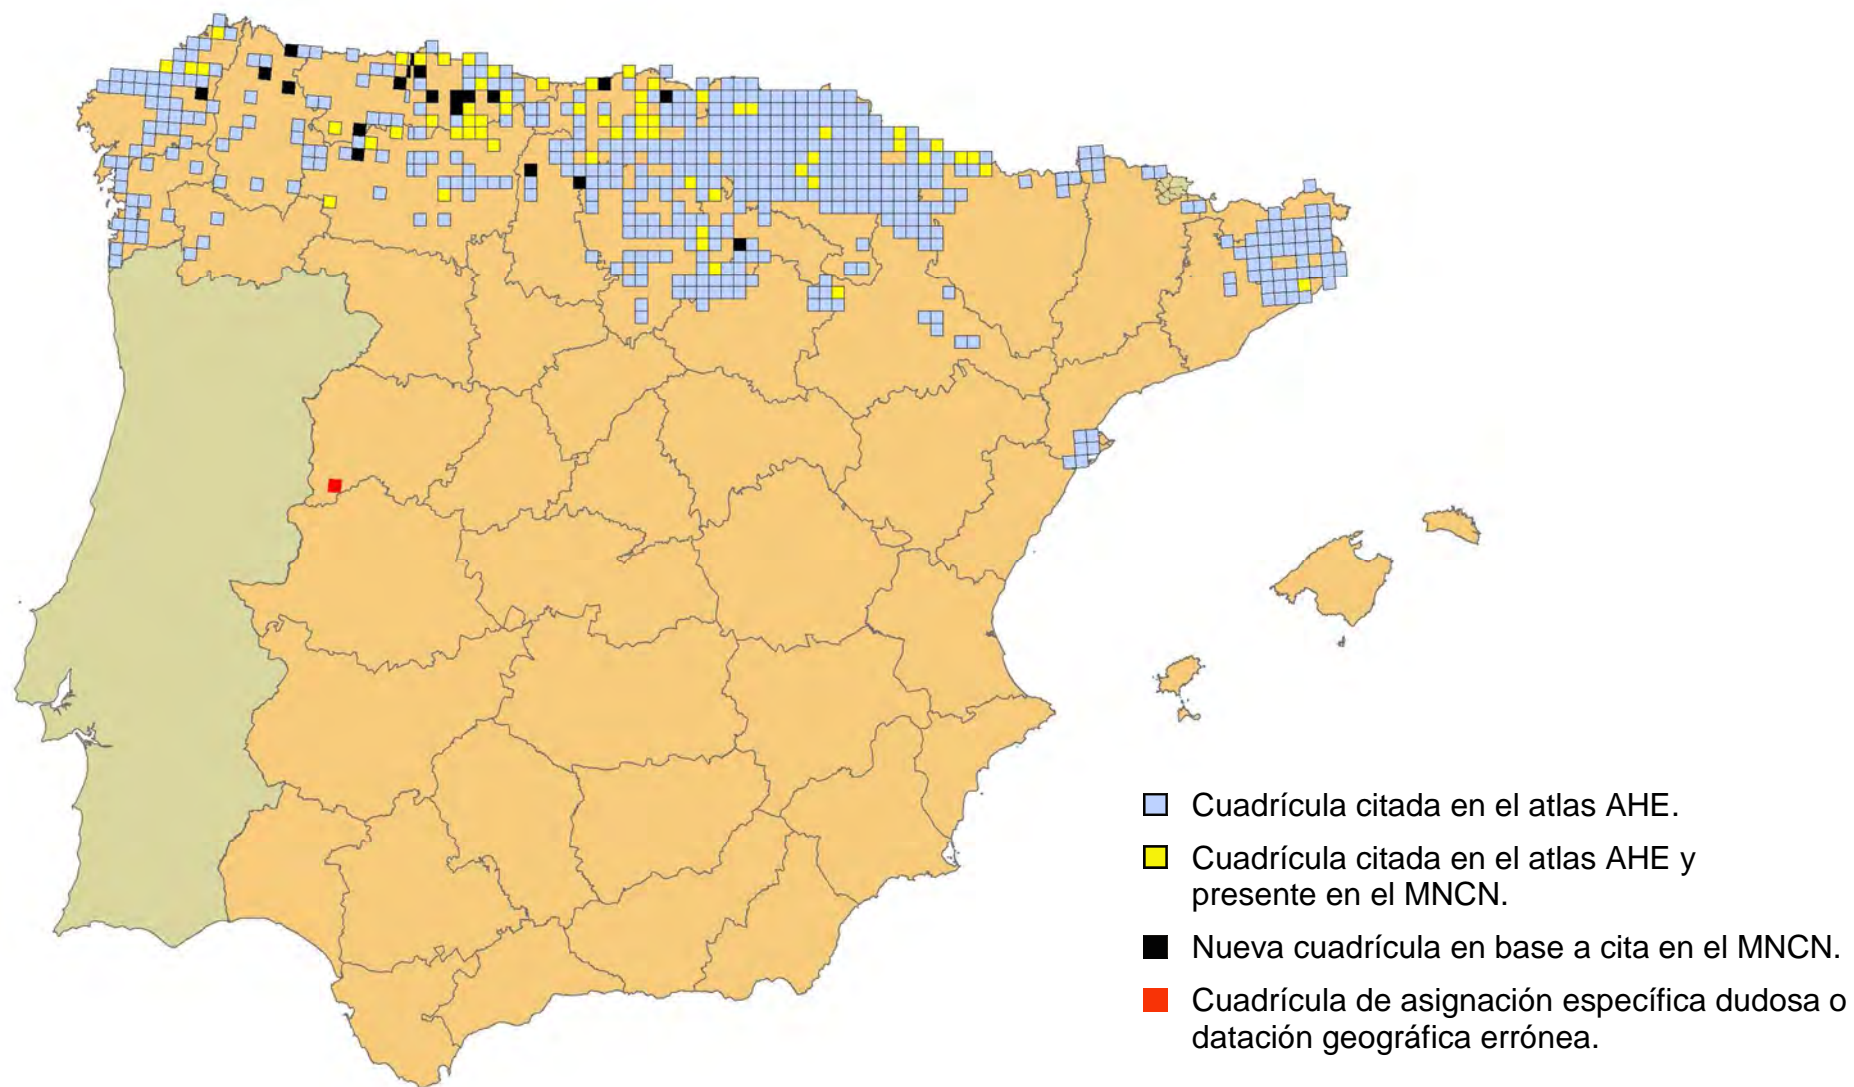 Cuadrícula citada en el atlas AHE.
Cuadrícula citada en el atlas AHE y
presente en el MNCN.
Nueva cuadrícula en base a cita en el MNCN.
Cuadrícula de asignación específica dudosa o
datación geográfica errónea.